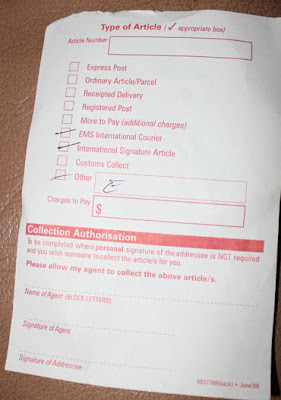 Type of Article (✓ appropriate box)
Article Number
Express Post
Ordinary Article/Parcel
Receipted Delivery
Registered Post
More to Pay (additional charges)
EMS International Courier
International Signature Article
Customs Collect
Other
Charges to Pay
$
Collection Authorisation
To be completed where personal signature of the addressee is NOT required
and you wish someone to collect the article/s for you.
Please allow my agent to collect the above article/s.
Name of Agent (BLOCK LETTERS)
Signature of Agent
Signature of Addressee